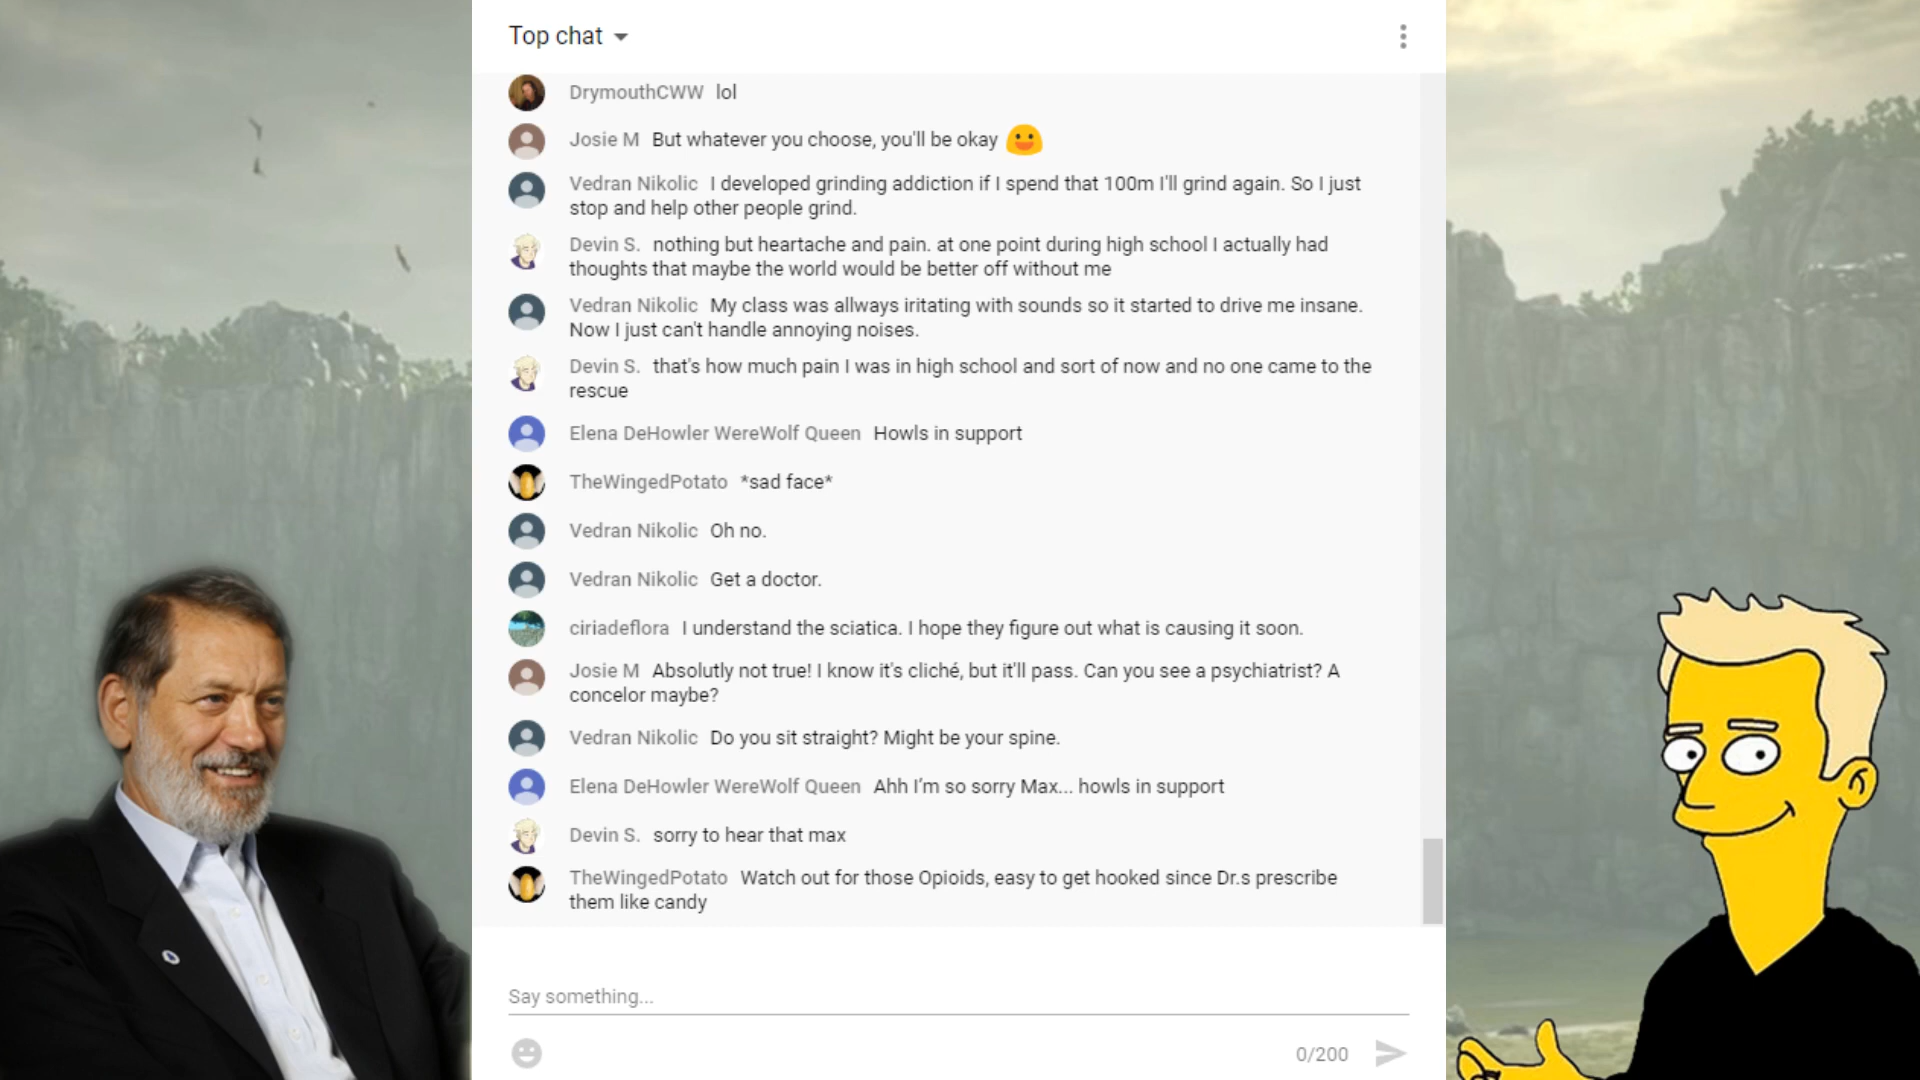 Top chat
DrymouthCWW lol
Josie M But whatever you choose, you'll be okay
Vedran Nikolic I developed grinding addiction if I spend that 100m I'll grind again. So I just
stop and help other people grind.
Devin S. nothing but heartache and pain. at one point during high school I actually had
thoughts that maybe the world would be better off without me
Vedran Nikolic My class was allways iritating with sounds so it started to drive me insane.
Now I just can't handle annoying noises.
Devin S. that's how much pain I was in high school and sort of now and no one came to the
rescue
Elena DeHowler WereWolf Queen Howls in support
TheWingedPotato *sad face*
Vedran Nikolic Oh no.
Vedran Nikolic Get a doctor.
ciriadeflora I understand the sciatica. I hope they figure out what is causing it soon.
Josie M Absolutly not true! I know it's cliché, but it'll pass. Can you see a psychiatrist? A
concelor maybe?
Vedran Nikolic Do you sit straight? Might be your spine.
Elena DeHowler WereWolf Queen Ahh I'm so sorry Max... howls in support
Devin S. sorry to hear that max
TheWingedPotato Watch out for those Opioids, easy to get hooked since Dr.s prescribe
them like candy
Say something...
0/200